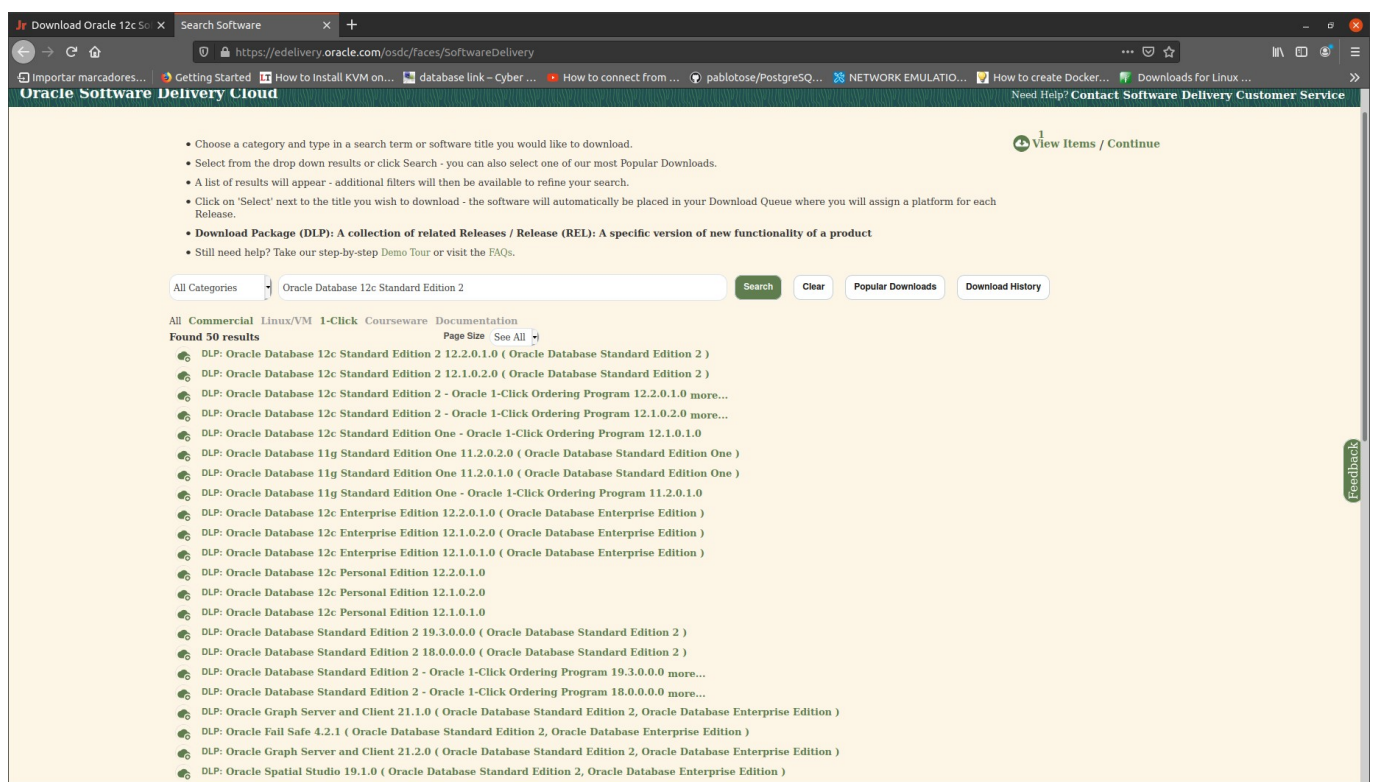 Jr Download Oracle 12c So
Search Software
https://edelivery.oracle.com/osdc/faces/SoftwareDelivery
Importar marcadores...
Getting Started
LT How to Install KVM on...
database link – Cyber ...
How to connect from ...
pablotose/PostgreSQ...
NETWORK EMULATIO...
How to create Docker...
Downloads for Linux ...
Oracle Software Delivery Cloud
Need Help? Contact Software Delivery Customer Service
• Choose a category and type in a search term or software title you would like to download.
1
View Items / Continue
• Select from the drop down results or click Search - you can also select one of our most Popular Downloads.
• A list of results will appear - additional filters will then be available to refine your search.
• Click on 'Select' next to the title you wish to download - the software will automatically be placed in your Download Queue where you will assign a platform for each
Release.
• Download Package (DLP): A collection of related Releases / Release (REL): A specific version of new functionality of a product
• Still need help? Take our step-by-step Demo Tour or visit the FAQs.
All Categories
Oracle Database 12c Standard Edition 2
Search
Clear
Popular Downloads
Download History
All Commercial Linux/VM 1-Click Courseware Documentation
Found 50 results
Page Size See All
DLP: Oracle Database 12c Standard Edition 2 12.2.0.1.0 ( Oracle Database Standard Edition 2 )
DLP: Oracle Database 12c Standard Edition 2 12.1.0.2.0 ( Oracle Database Standard Edition 2 )
DLP: Oracle Database 12c Standard Edition 2 - Oracle 1-Click Ordering Program 12.2.0.1.0 more...
DLP: Oracle Database 12c Standard Edition 2 - Oracle 1-Click Ordering Program 12.1.0.2.0 more...
DLP: Oracle Database 12c Standard Edition One - Oracle 1-Click Ordering Program 12.1.0.1.0
DLP: Oracle Database 11g Standard Edition One 11.2.0.2.0 ( Oracle Database Standard Edition One )
DLP: Oracle Database 11g Standard Edition One 11.2.0.1.0 ( Oracle Database Standard Edition One )
DLP: Oracle Database 11g Standard Edition One - Oracle 1-Click Ordering Program 11.2.0.1.0
DLP: Oracle Database 12c Enterprise Edition 12.2.0.1.0 ( Oracle Database Enterprise Edition )
DLP: Oracle Database 12c Enterprise Edition 12.1.0.2.0 ( Oracle Database Enterprise Edition )
DLP: Oracle Database 12c Enterprise Edition 12.1.0.1.0 ( Oracle Database Enterprise Edition )
DLP: Oracle Database 12c Personal Edition 12.2.0.1.0
DLP: Oracle Database 12c Personal Edition 12.1.0.2.0
DLP: Oracle Database 12c Personal Edition 12.1.0.1.0
DLP: Oracle Database Standard Edition 2 19.3.0.0.0 ( Oracle Database Standard Edition 2 )
DLP: Oracle Database Standard Edition 2 18.0.0.0.0 ( Oracle Database Standard Edition 2 )
DLP: Oracle Database Standard Edition 2 - Oracle 1-Click Ordering Program 19.3.0.0.0 more...
DLP: Oracle Database Standard Edition 2 - Oracle 1-Click Ordering Program 18.0.0.0.0 more...
DLP: Oracle Graph Server and Client 21.1.0 ( Oracle Database Standard Edition 2, Oracle Database Enterprise Edition )
DLP: Oracle Fail Safe 4.2.1 ( Oracle Database Standard Edition 2, Oracle Database Enterprise Edition )
DLP: Oracle Graph Server and Client 21.2.0 ( Oracle Database Standard Edition 2, Oracle Database Enterprise Edition )
DLP: Oracle Spatial Studio 19.1.0 ( Oracle Database Standard Edition 2, Oracle Database Enterprise Edition )
Feedback